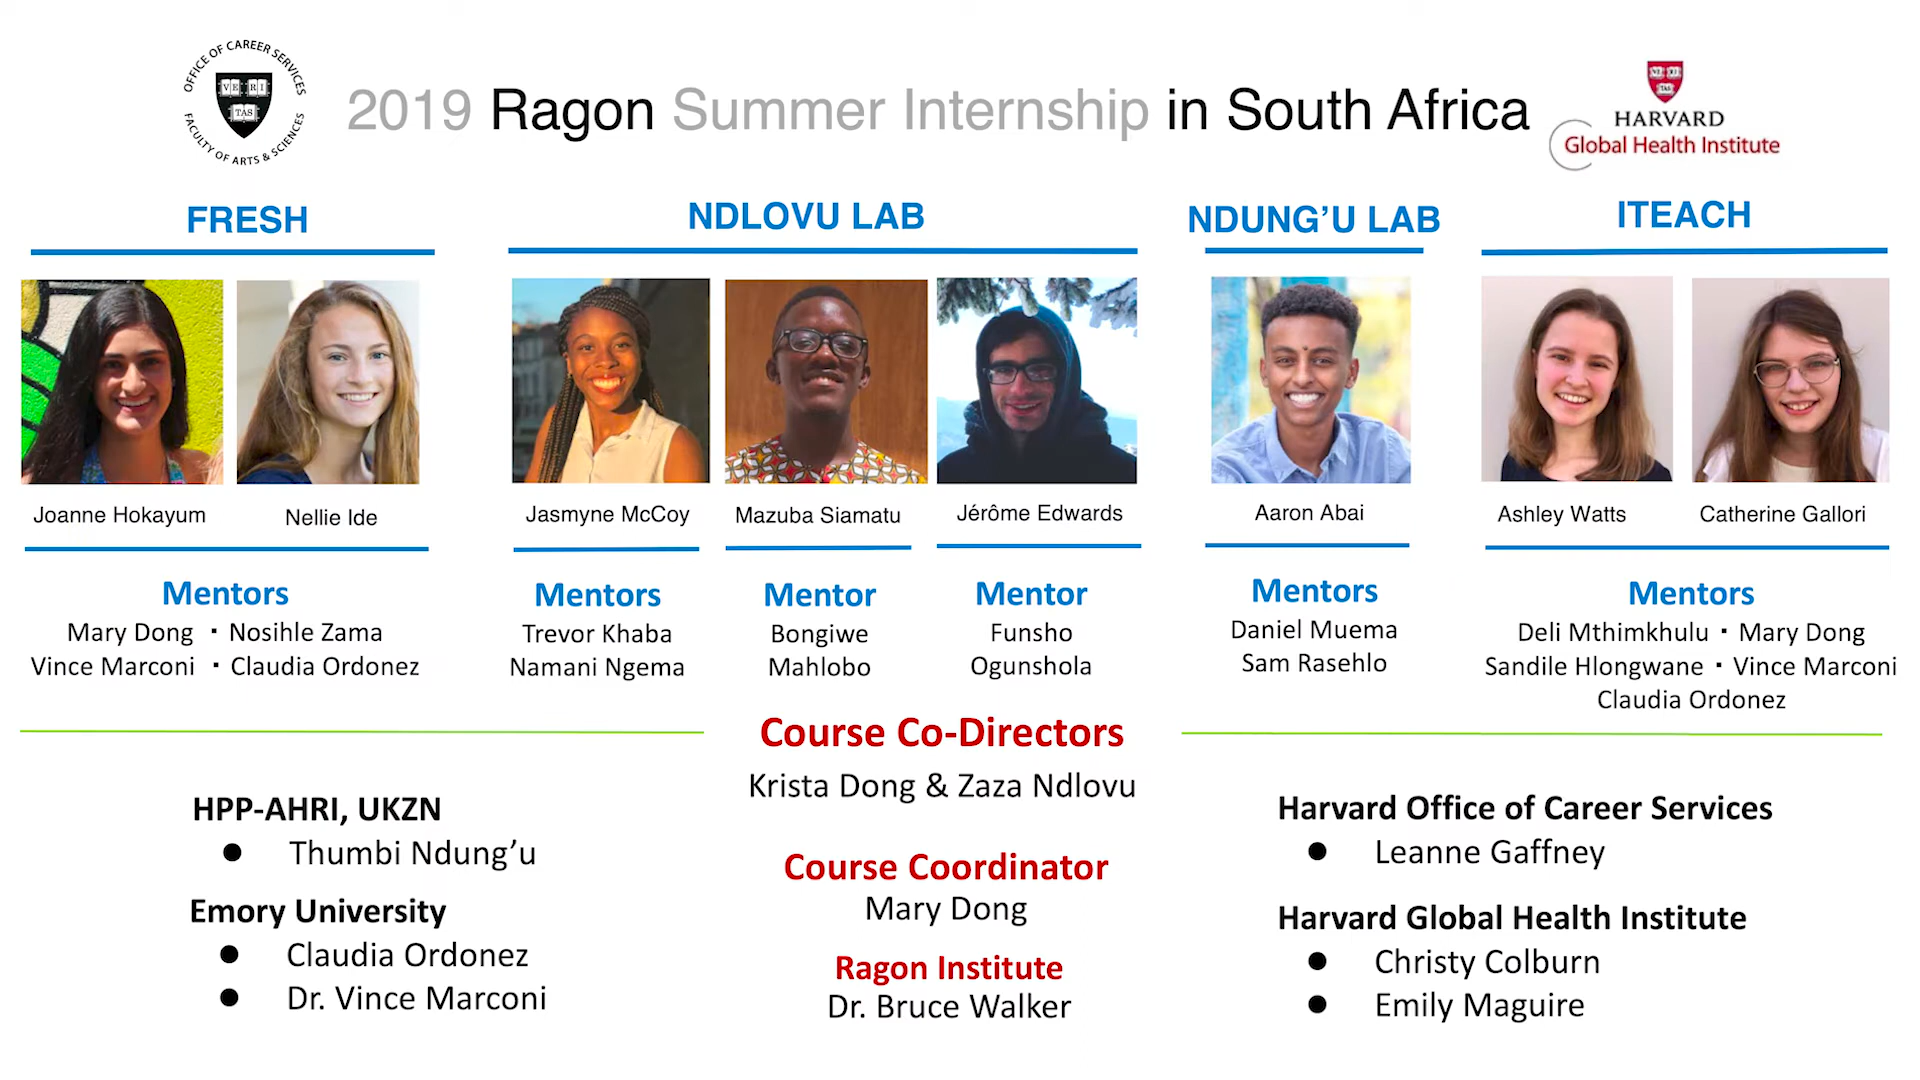 OFFICE OF CAREER SERVICES
FACULTY OF ARTS & SCIENCES
VE RI
TAS
2019 Ragon Summer Internship in South Africa
VE RI
TAS
HARVARD
Global Health Institute
FRESH
NDLOVU LAB
NDUNG’U LAB
ITEACH
Joanne Hokayum
Nellie Ide
Jasmyne McCoy
Mazuba Siamatu
Jérôme Edwards
Aaron Abai
Ashley Watts
Catherine Gallori
Mentors
Mary Dong · Nosihle Zama
Vince Marconi · Claudia Ordonez
Mentors
Trevor Khaba
Namani Ngema
Mentor
Bongiwe
Mahlobo
Mentor
Funsho
Ogunshola
Mentors
Daniel Muema
Sam Rasehlo
Mentors
Deli Mthimkhulu · Mary Dong
Sandile Hlongwane · Vince Marconi
Claudia Ordonez
HPP-AHRI, UKZN
● Thumbi Ndung’u
Emory University
● Claudia Ordonez
● Dr. Vince Marconi
Course Co-Directors
Krista Dong & Zaza Ndlovu
Course Coordinator
Mary Dong
Ragon Institute
Dr. Bruce Walker
Harvard Office of Career Services
● Leanne Gaffney
Harvard Global Health Institute
● Christy Colburn
● Emily Maguire